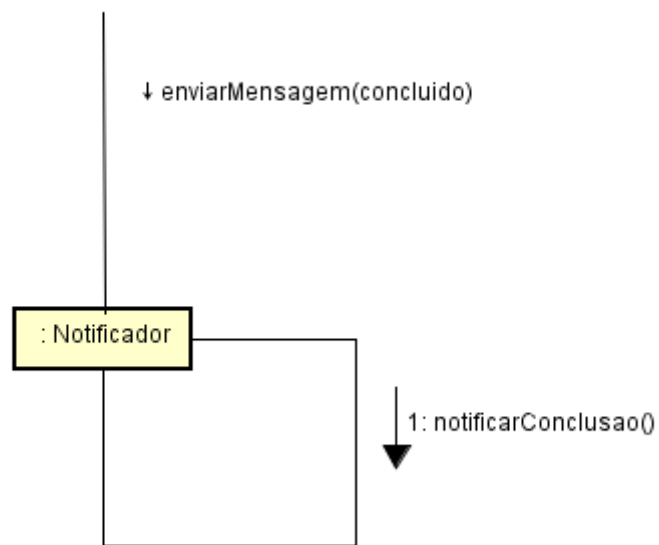 ↓ enviarMensagem(concluido)
: Notificador
1: notificarConclusao()